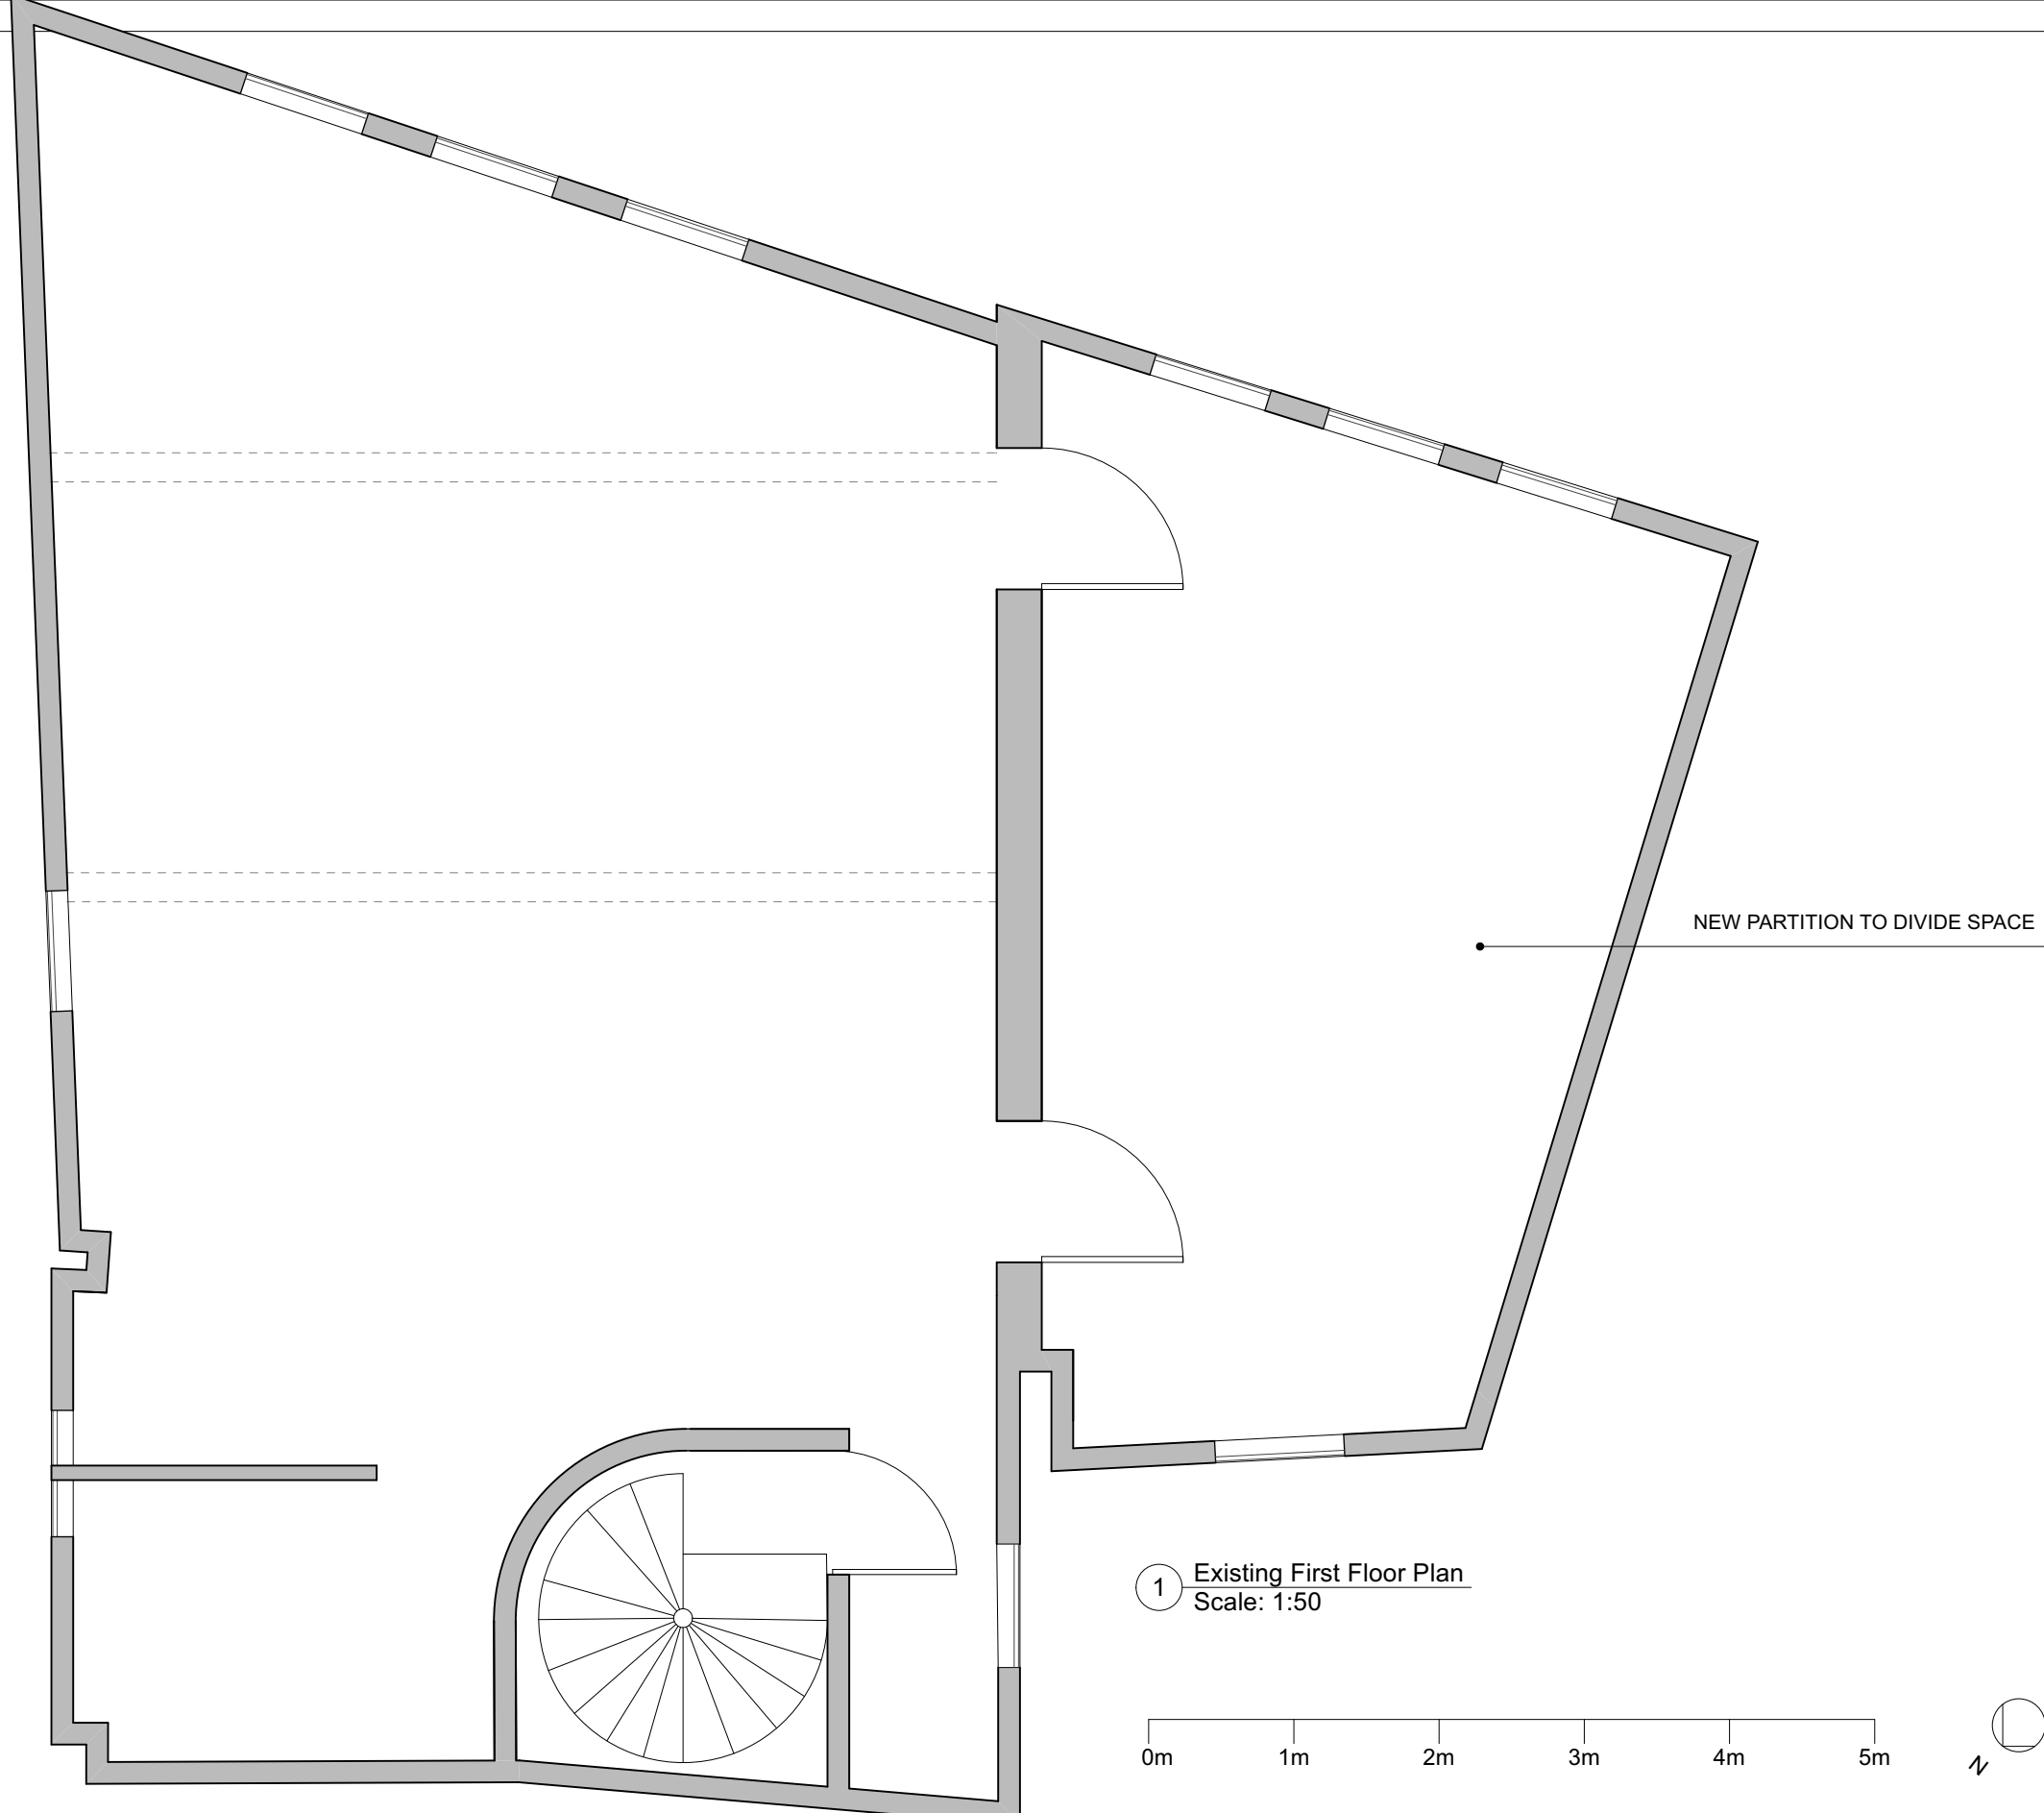 NEW PARTITION TO DIVIDE SPACE
1
Existing First Floor Plan
Scale: 1:50
0m 1m 2m 3m 4m 5m
N